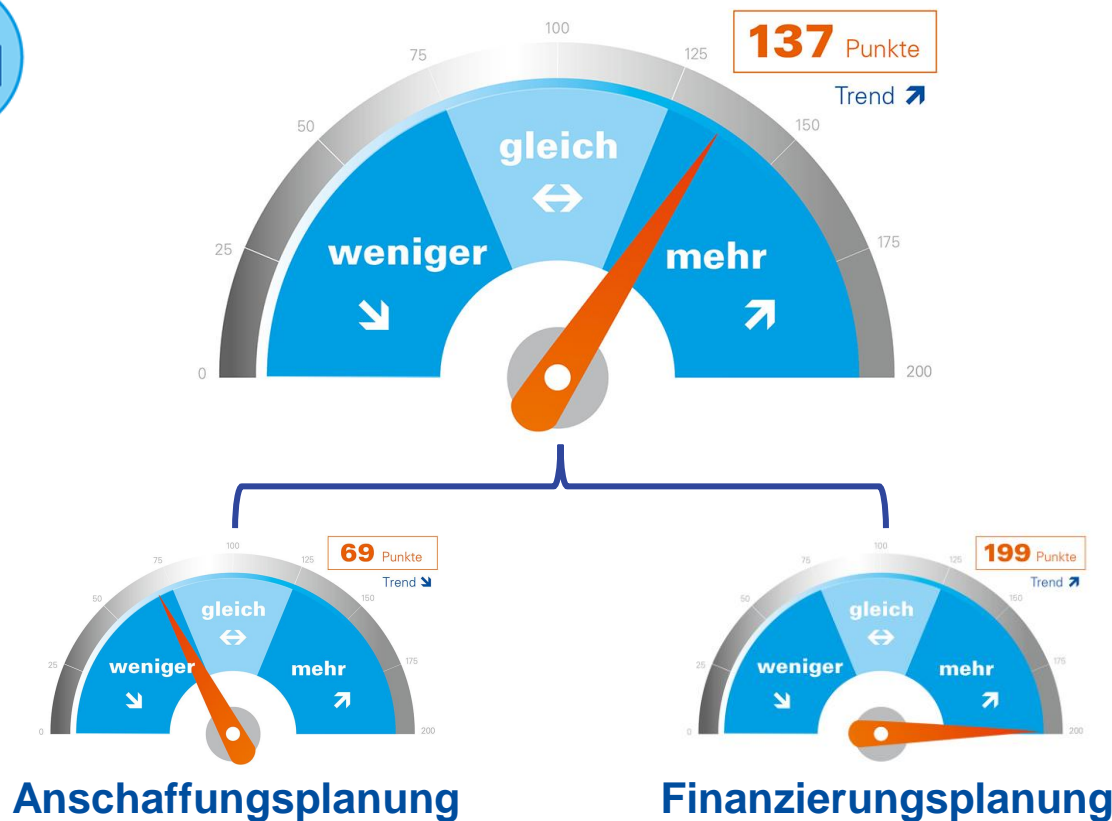 100
75
125
137 Punkte
Trend
50
150
gleich
weniger
mehr
25
175
0
200
100
75
125
69 Punkte
Trend
50
150
gleich
weniger
mehr
25
175
0
200
100
75
125
199 Punkte
Trend
50
150
gleich
weniger
mehr
25
175
0
200
Anschaffungsplanung
Finanzierungsplanung